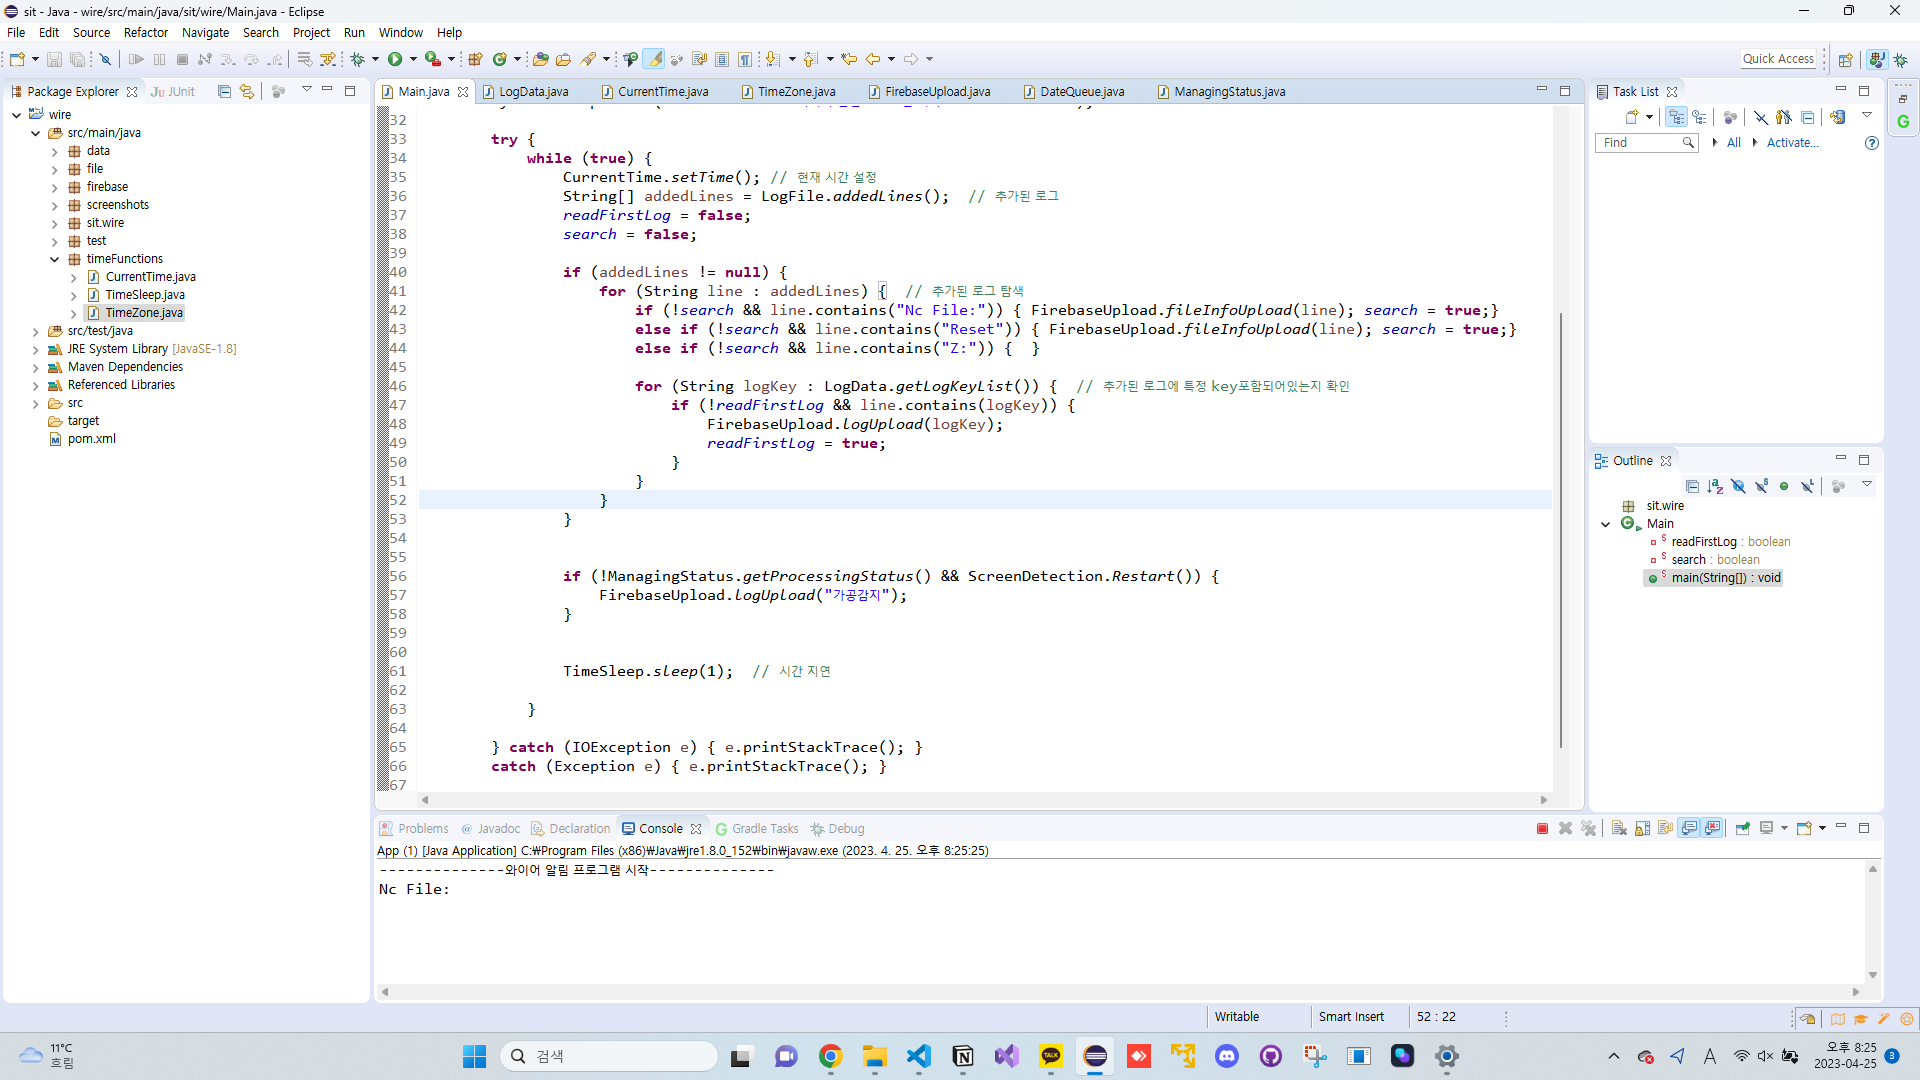 sit - Java - wire/src/main/java/sit/wire/Main.java - Eclipse
File Edit Source Refactor Navigate Search Project Run Window Help
Quick Access
Package Explorer
JUnit
wire
src/main/java
data
file
firebase
screenshots
sit.wire
test
timeFunctions
CurrentTime.java
TimeSleep.java
TimeZone.java
src/test/java
JRE System Library [JavaSE-1.8]
Maven Dependencies
Referenced Libraries
src
target
pom.xml
Main.java LogData.java CurrentTime.java TimeZone.java FirebaseUpload.java DateQueue.java ManagingStatus.java
32
33 try {
34 while (true) {
35 CurrentTime.setTime(); // 현재 시간 설정
36 String[] addedLines = LogFile.addedLines(); // 추가된 로그
37 readFirstLog = false;
38 search = false;
39
40 if (addedLines != null) {
41 for (String line : addedLines) { // 추가된 로그 탐색
42 if (!search && line.contains("Nc File:")) { FirebaseUpload.fileInfoUpload(line); search = true;}
43 else if (!search && line.contains("Reset")) { FirebaseUpload.fileInfoUpload(line); search = true;}
44 else if (!search && line.contains("Z:")) { }
45
46 for (String logKey : LogData.getLogKeyList()) { // 추가된 로그에 특정 key포함되어있는지 확인
47 if (!readFirstLog && line.contains(logKey)) {
48 FirebaseUpload.logUpload(logKey);
49 readFirstLog = true;
50 }
51 }
52 }
53 }
54
55
56 if (!ManagingStatus.getProcessingStatus() && ScreenDetection.Restart()) {
57 FirebaseUpload.logUpload("가공감지");
58 }
59
60
61 TimeSleep.sleep(1); // 시간 지연
62
63 }
64
65 } catch (IOException e) { e.printStackTrace(); }
66 catch (Exception e) { e.printStackTrace(); }
67
Task List
Find
All
Activate...
Outline
sit.wire
Main
readFirstLog : boolean
search : boolean
main(String[]) : void
Problems Javadoc Declaration Console Gradle Tasks Debug
App (1) [Java Application] C:₩Program Files (x86)₩Java₩jre1.8.0_152₩bin₩javaw.exe (2023. 4. 25. 오후 8:25:25)
--------------와이어 알림 프로그램 시작--------------
Nc File:
Writable
Smart Insert
52 : 22
11°C
흐림
검색
TALK
A
오후 8:25
2023-04-25
3